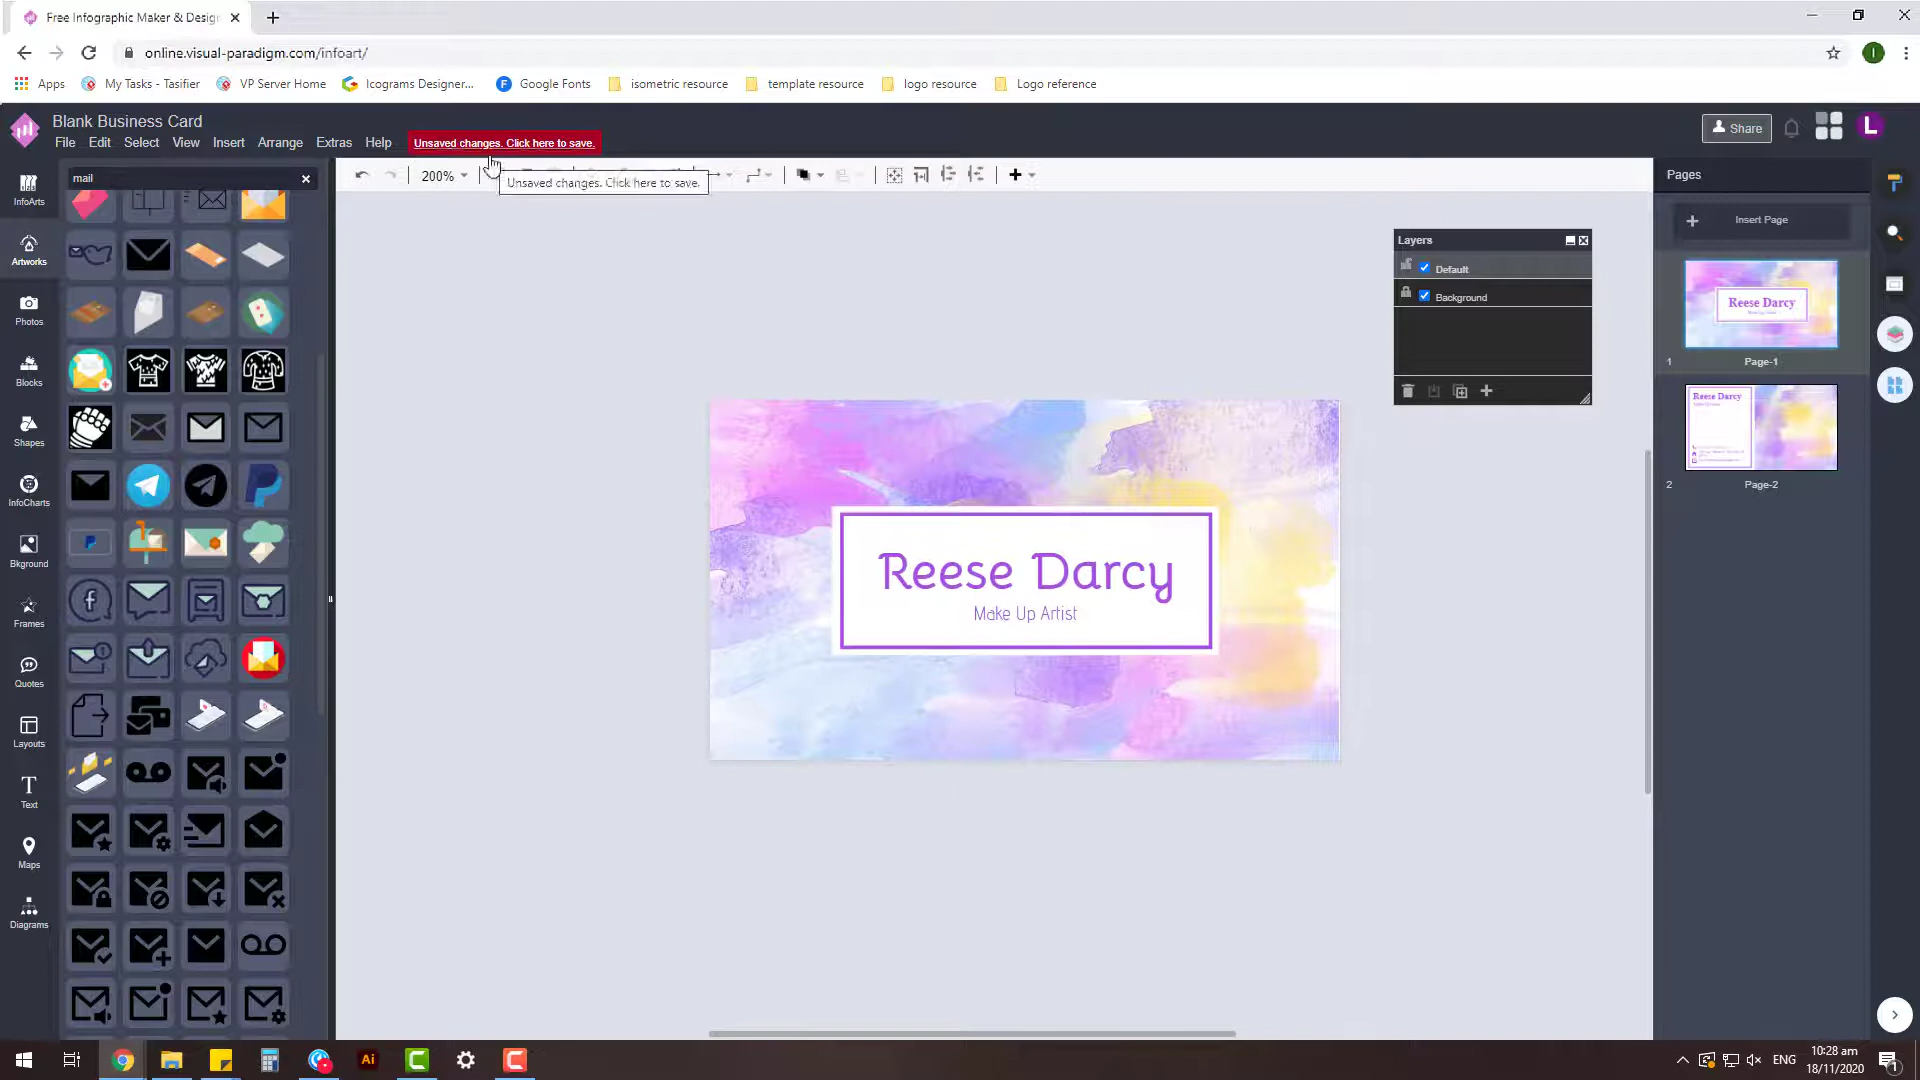 Free Infographic Maker & Design
online.visual-paradigm.com/infoart/
Apps
My Tasks - Tasifier
VP Server Home
Icograms Designer...
Google Fonts
isometric resource
template resource
logo resource
Logo reference
Blank Business Card
File
Edit
Select
View
Insert
Arrange
Extras
Help
Unsaved changes. Click here to save.
Share
L
mail
200%
Unsaved changes. Click here to save.
InfoArts
Artworks
Photos
Blocks
Shapes
InfoCharts
Bkground
Frames
Quotes
Layouts
Text
Maps
Diagrams
Layers
Default
Background
Reese Darcy
Make Up Artist
Pages
Insert Page
Reese Darcy
1
Page-1
Reese Darcy
2
Page-2
Ai
ENG
10:28 am
18/11/2020